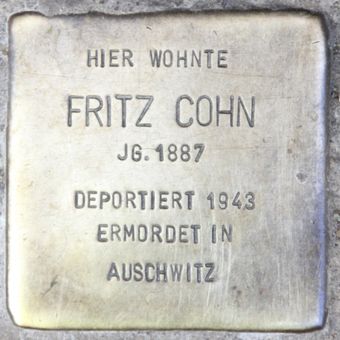 HIER WOHNTE
FRITZ COHN
JG. 1887
DEPORTIERT 1943
ERMORDET IN
AUSCHWITZ